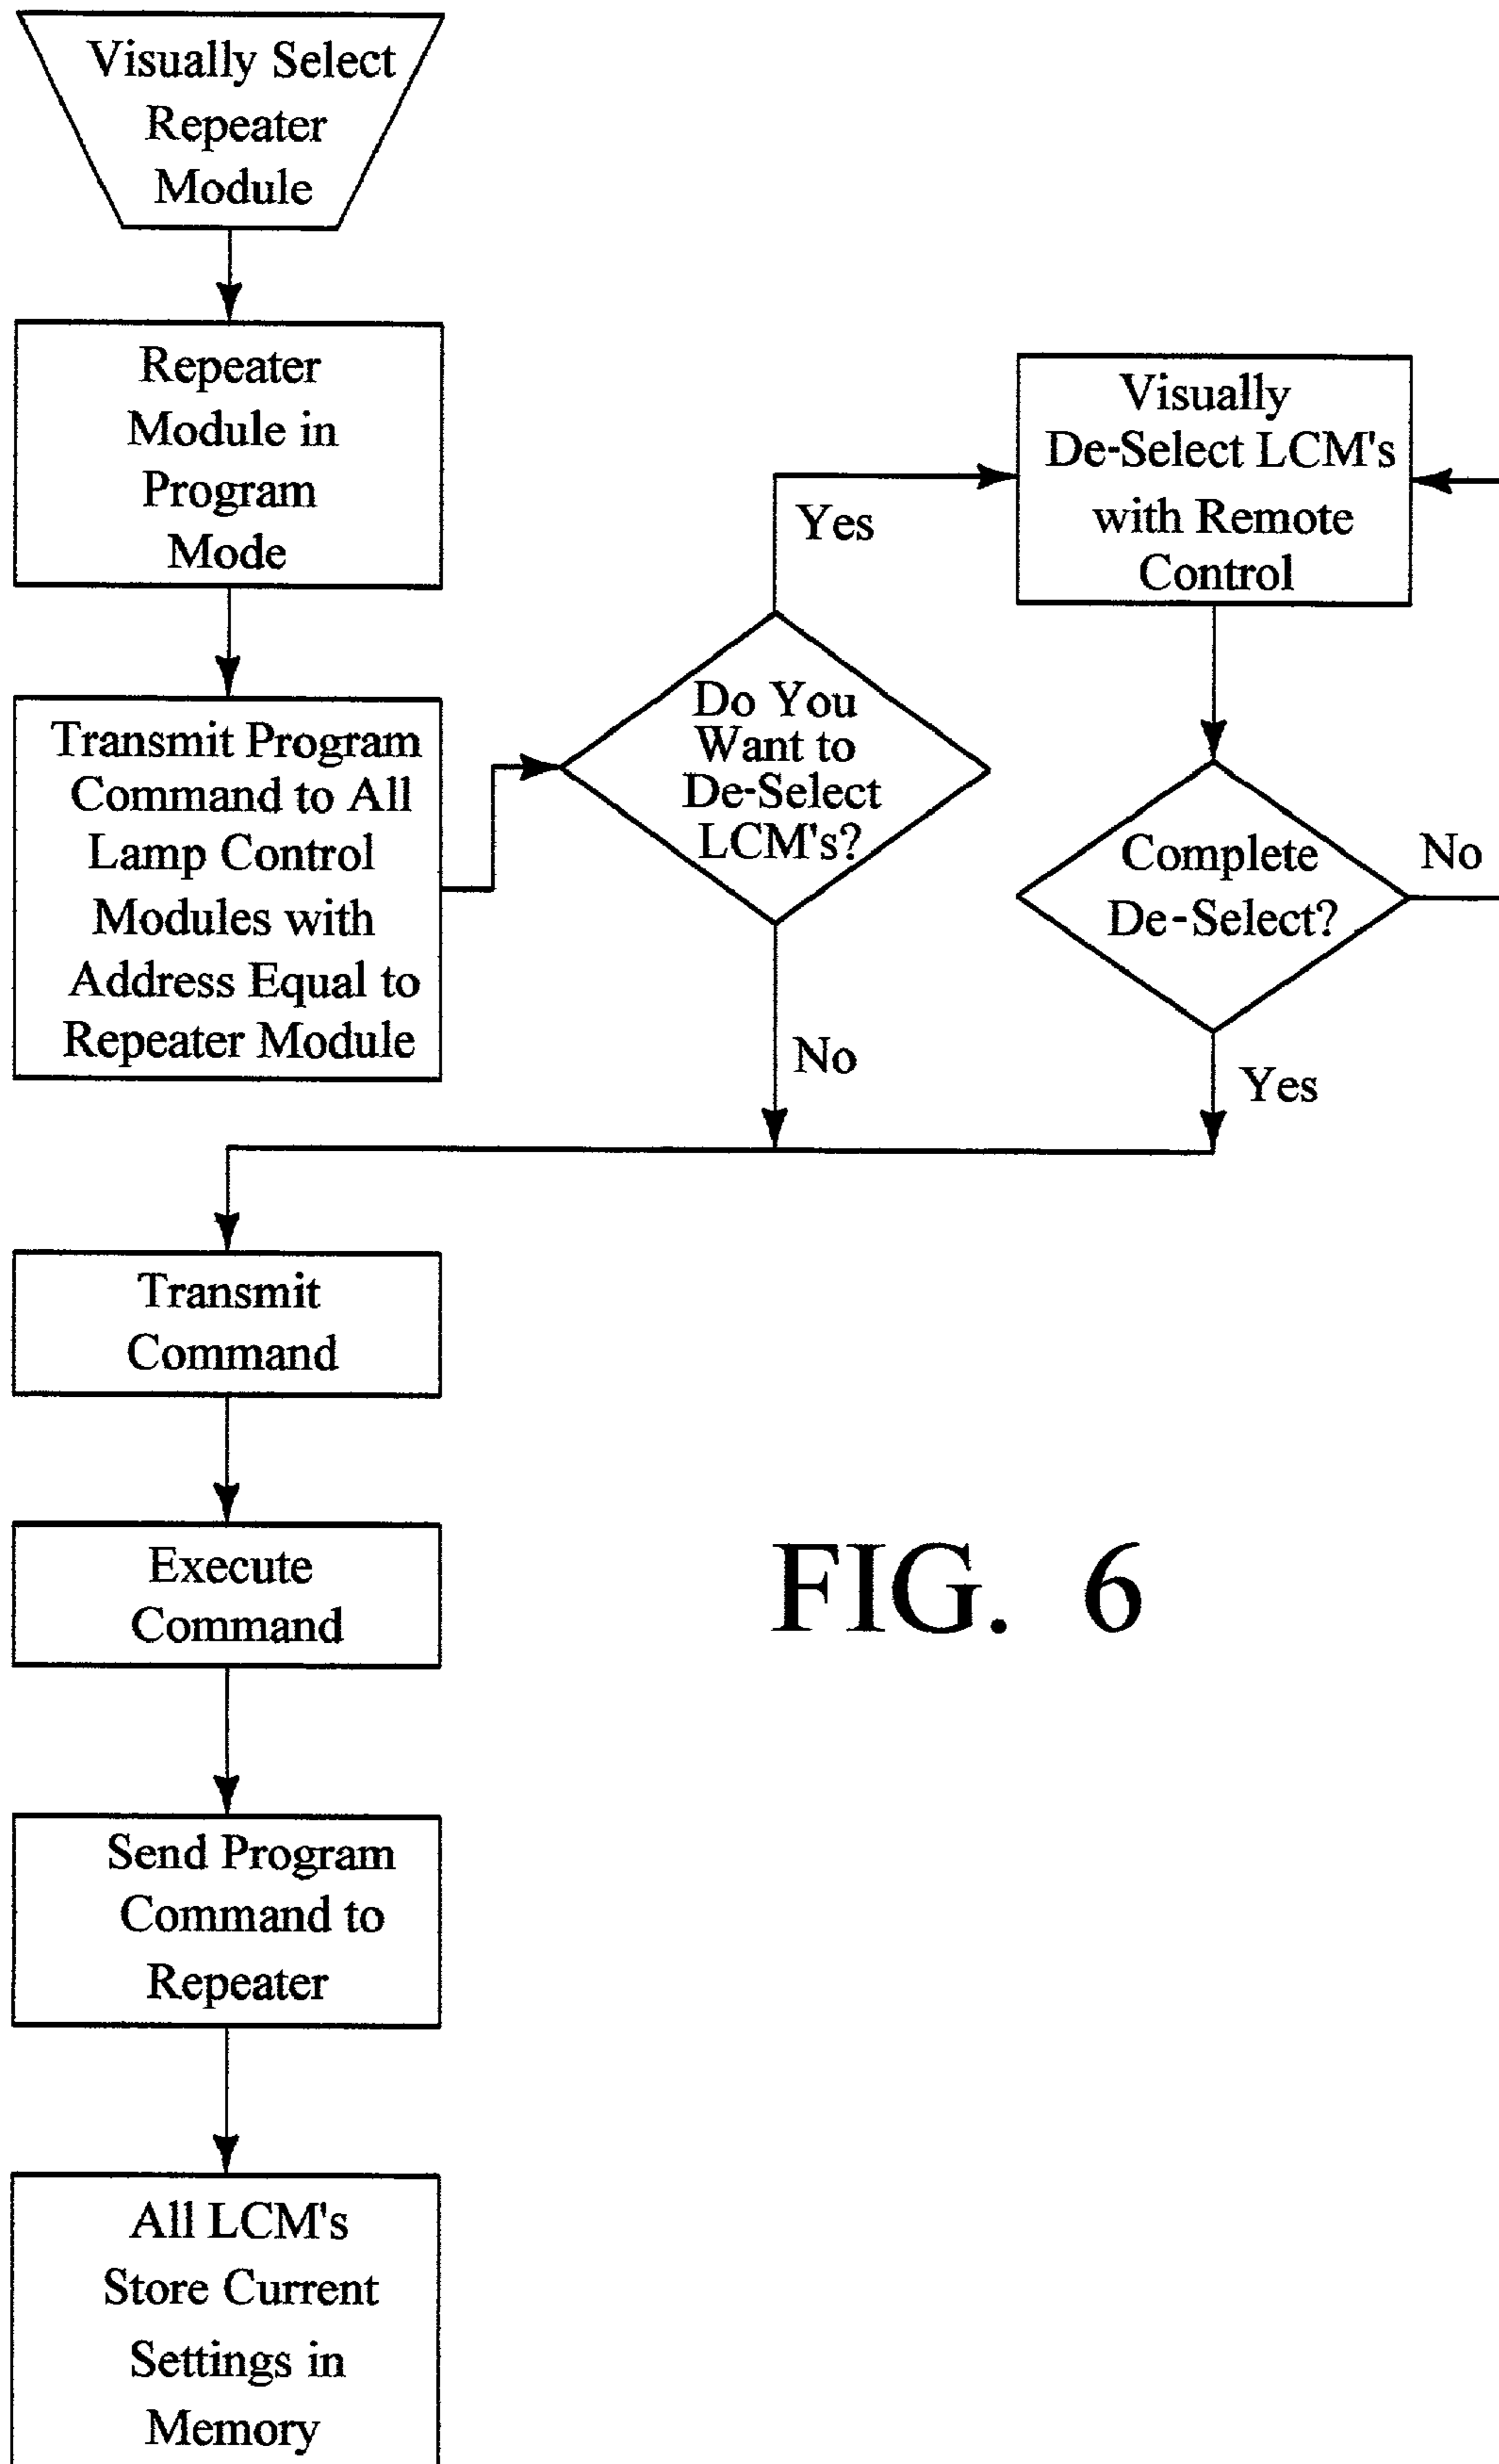 Visually Select
Repeater
Module
Repeater
Module in
Program
Mode
Transmit Program
Command to All
Lamp Control
Modules with
Address Equal to
Repeater Module
Do You
Want to
De-Select
LCM's?
Yes
No
Visually
De-Select LCM's
with Remote
Control
Complete
De-Select?
No
Yes
Transmit
Command
Execute
Command
Send Program
Command to
Repeater
All LCM's
Store Current
Settings in
Memory
FIG. 6